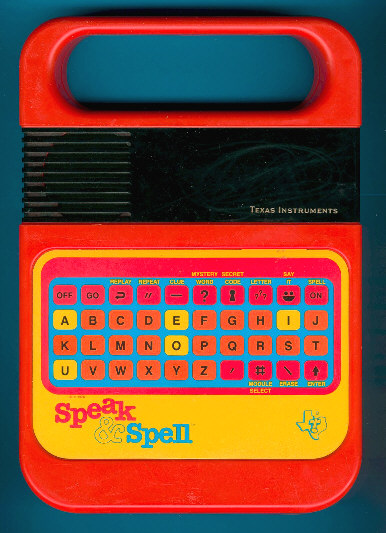 TEXAS INSTRUMENTS
MYSTERY SECRET SAY
REPLAY REPEAT CLUE WORD CODE LETTER IT SPELL
OFF GO ? ON
A B C D E F G H I J
K L M N O P Q R S T
U V W X Y Z ' # \
MODULE SELECT ERASE ENTER
Speak
& Spell